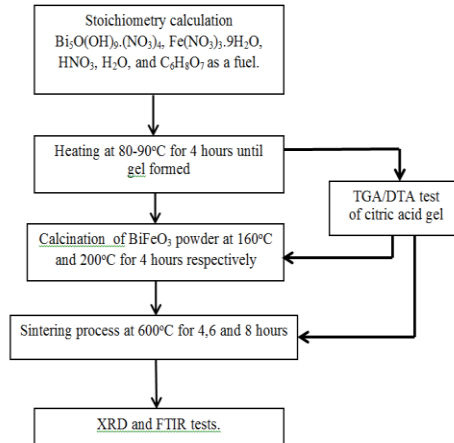 Stoichiometry calculation
Bi₅O(OH)₉.(NO₃)₄, Fe(NO₃)₃.9H₂O,
HNO₃, H₂O, and C₆H₈O₇ as a fuel.
Heating at 80-90°C for 4 hours until
gel formed
TGA/DTA test
of citric acid gel
Calcination of BiFeO₃ powder at 160°C
and 200°C for 4 hours respectively
Sintering process at 600°C for 4,6 and 8 hours
XRD and FTIR tests.